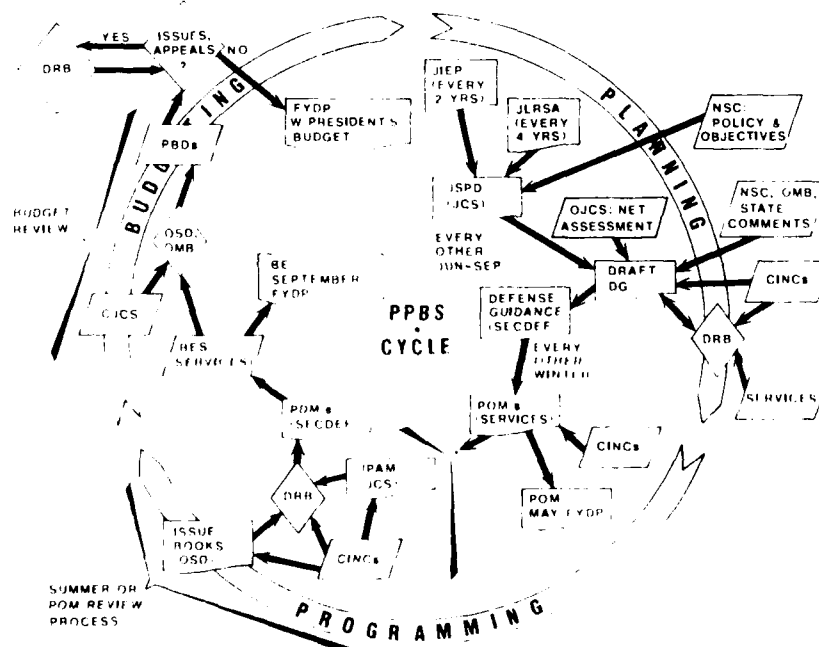 YES
ISSUES,
APPEALS
?
NO
DRB
FYDP
W PRESIDENT'S
BUDGET
PBDs
BUDGET
REVIEW
OSD,
OMB
OJCS
BE
SEPTEMBER
FYDP
BES
SERVICES)
JIEP
(EVERY
2 YRS)
JLRSA
(EVERY
4 YRS)
NSC:
POLICY &
OBJECTIVES
JSPD
(JCS)
EVERY
OTHER
JUN-SEP
OJCS: NET
ASSESSMENT
NSC, OMB,
STATE
COMMENTS
DRAFT
DG
CINCs
DRB
SERVICES
DEFENSE
GUIDANCE
(SECDEF
EVERY
OTHER
WINTER
PPBS
CYCLE
POM s
(SERVICES)
CINCs
POM
MAY FYDP
POM s
(SECDEF
JPAM
JCS)
DRB
ISSUE
BOOKS
OSD
CINCs
SUMMER OR
POM REVIEW
PROCESS
BUDGETING
PLANNING
PROGRAMMING